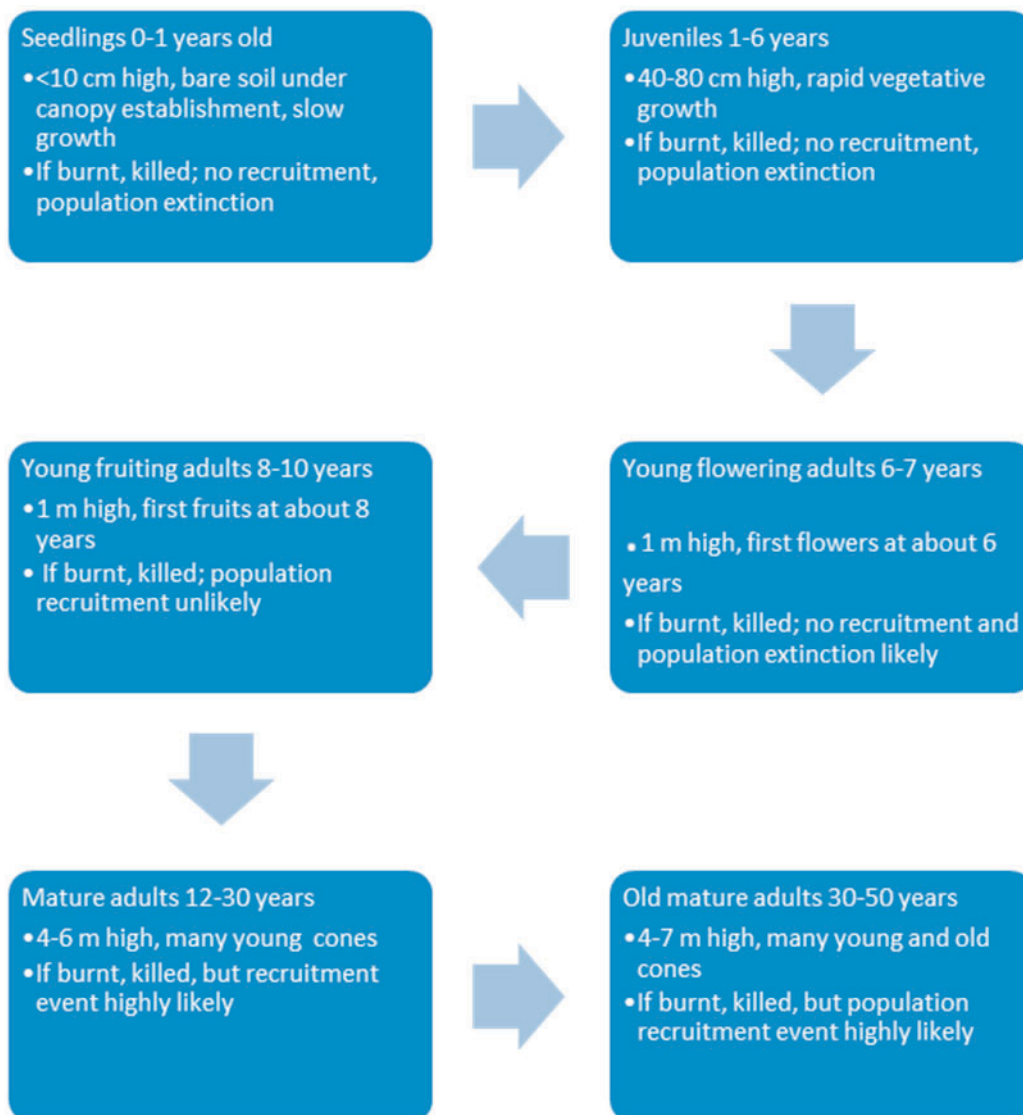 Seedlings 0-1 years old
•<10 cm high, bare soil under
canopy establishment, slow
growth
•If burnt, killed; no recruitment,
population extinction
Juveniles 1-6 years
•40-80 cm high, rapid vegetative
growth
•If burnt, killed; no recruitment,
population extinction
Young flowering adults 6-7 years
•1 m high, first flowers at about 6
years
•If burnt, killed; no recruitment and
population extinction likely
Young fruiting adults 8-10 years
•1 m high, first fruits at about 8
years
• If burnt, killed; population
recruitment unlikely
Mature adults 12-30 years
•4-6 m high, many young cones
•If burnt, killed, but recruitment
event highly likely
Old mature adults 30-50 years
•4-7 m high, many young and old
cones
•If burnt, killed, but population
recruitment event highly likely